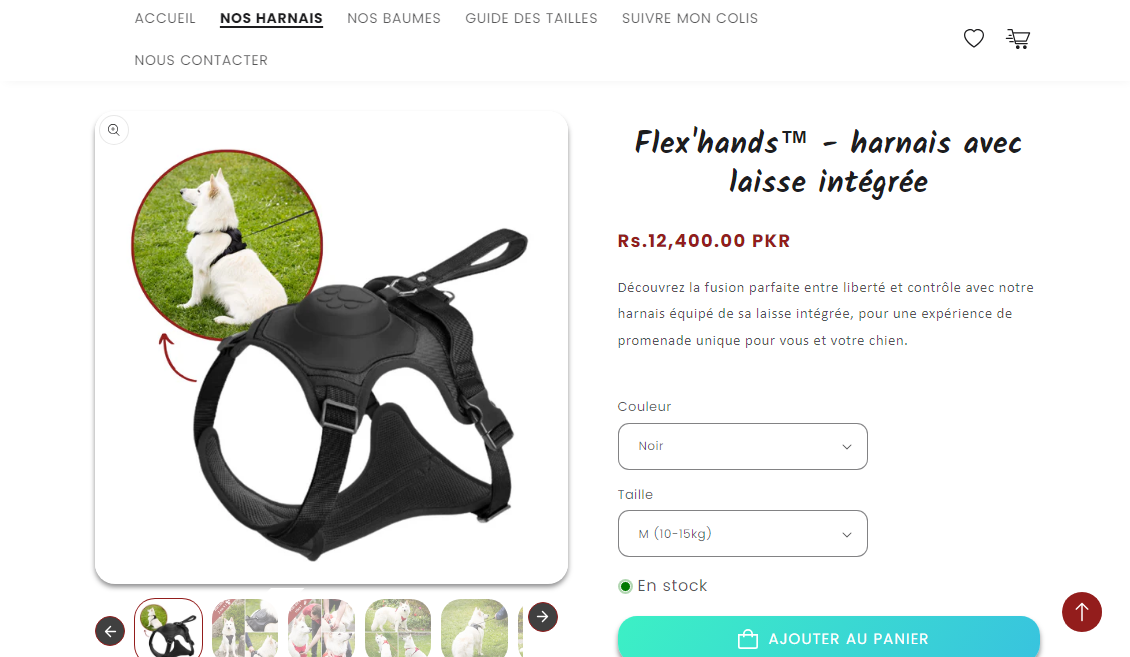 ACCUEIL NOS HARNAIS NOS BAUMES GUIDE DES TAILLES SUIVRE MON COLIS
NOUS CONTACTER
Flex'hands™ - harnais avec
laisse intégrée
Rs.12,400.00 PKR
Découvrez la fusion parfaite entre liberté et contrôle avec notre
harnais équipé de sa laisse intégrée, pour une expérience de
promenade unique pour vous et votre chien.
Couleur
Noir
Taille
M (10-15kg)
En stock
AJOUTER AU PANIER